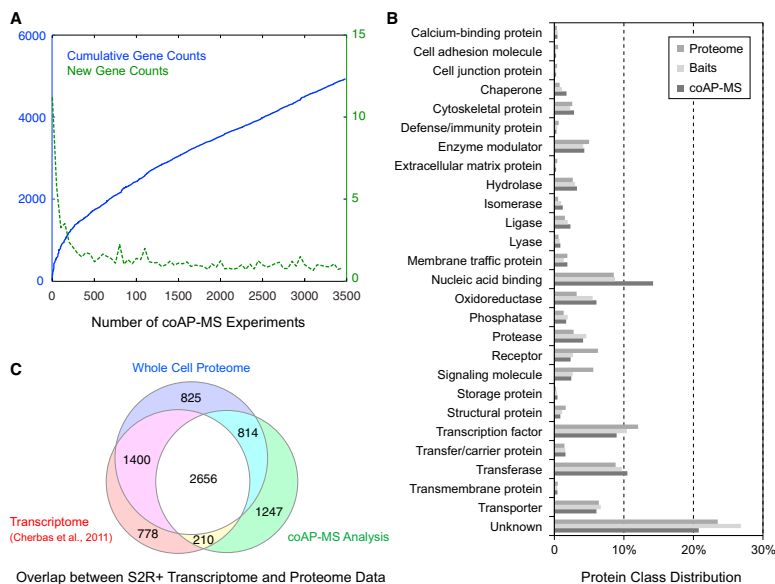 A
6000
4000
2000
0
15
10
5
0
Cumulative Gene Counts
New Gene Counts
0 500 1000 1500 2000 2500 3000 3500
Number of coAP-MS Experiments
B
Calcium-binding protein
Cell adhesion molecule
Cell junction protein
Chaperone
Cytoskeletal protein
Defense/immunity protein
Enzyme modulator
Extracellular matrix protein
Hydrolase
Isomerase
Ligase
Lyase
Membrane traffic protein
Nucleic acid binding
Oxidoreductase
Phosphatase
Protease
Receptor
Signaling molecule
Storage protein
Structural protein
Transcription factor
Transfer/carrier protein
Transferase
Transmembrane protein
Transporter
Unknown
Proteome
Baits
coAP-MS
0 10% 20% 30%
Protein Class Distribution
C
Whole Cell Proteome
825
814
1400
2656
1247
778
210
Transcriptome
(Cherbas et al., 2011)
coAP-MS Analysis
Overlap between S2R+ Transcriptome and Proteome Data